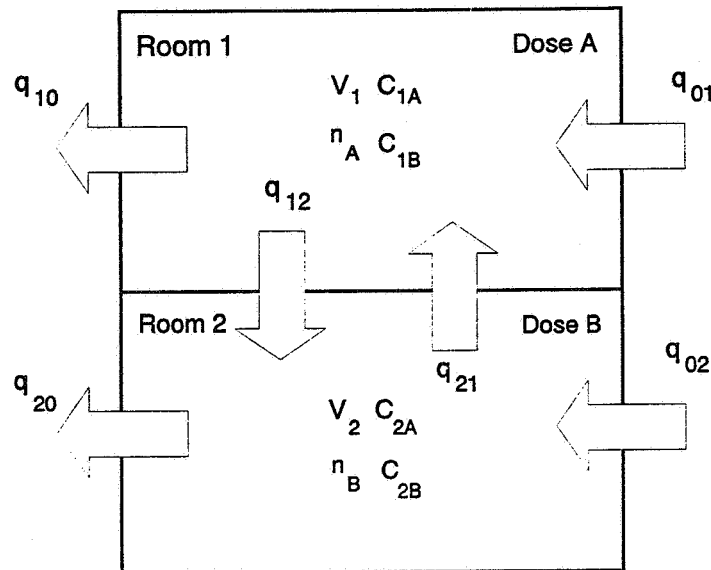 Room 1 Dose A
q10 q01
V1 C1A
nA C1B
q12
Room 2 Dose B
q21
q20 q02
V2 C2A
nB C2B